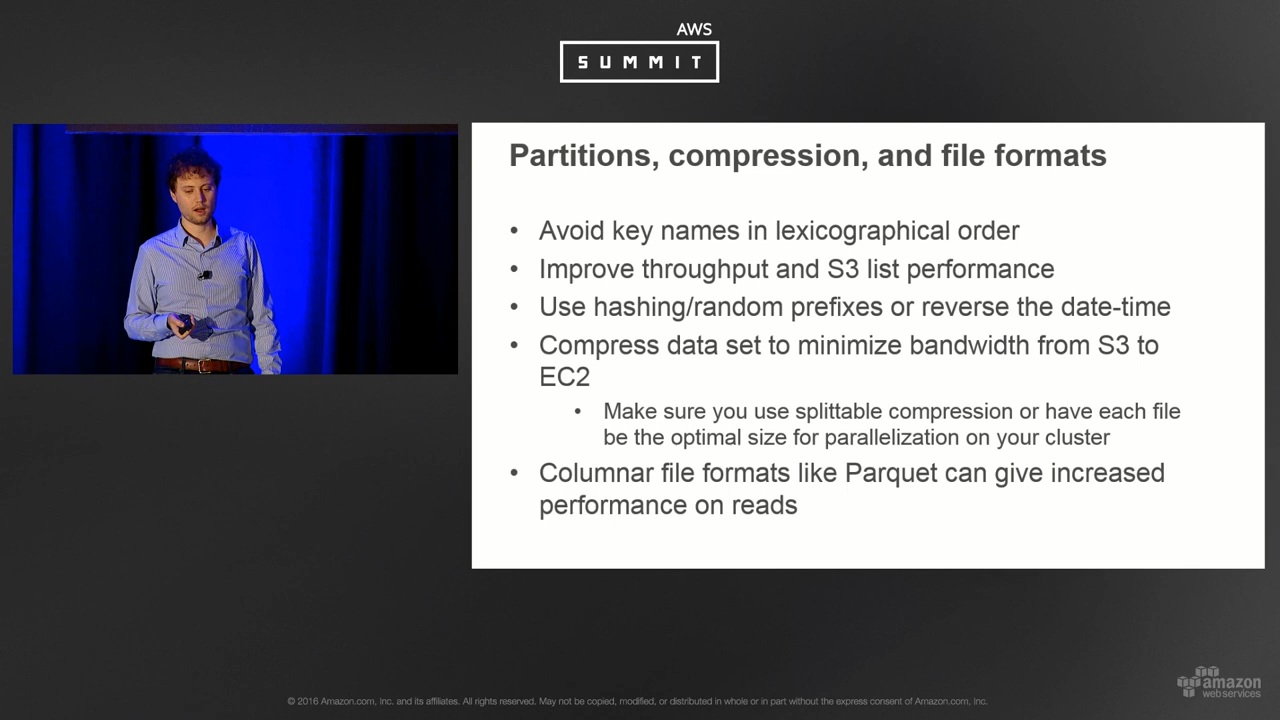 AWS
SUMMIT
Partitions, compression, and file formats
• Avoid key names in lexicographical order
• Improve throughput and S3 list performance
• Use hashing/random prefixes or reverse the date-time
• Compress data set to minimize bandwidth from S3 to
EC2
• Make sure you use splittable compression or have each file
be the optimal size for parallelization on your cluster
• Columnar file formats like Parquet can give increased
performance on reads
amazon
webservices
© 2016 Amazon.com, Inc. and its affiliates. All rights reserved. May not be copied, modified, or distributed in whole or in part without the express consent of Amazon.com, Inc.